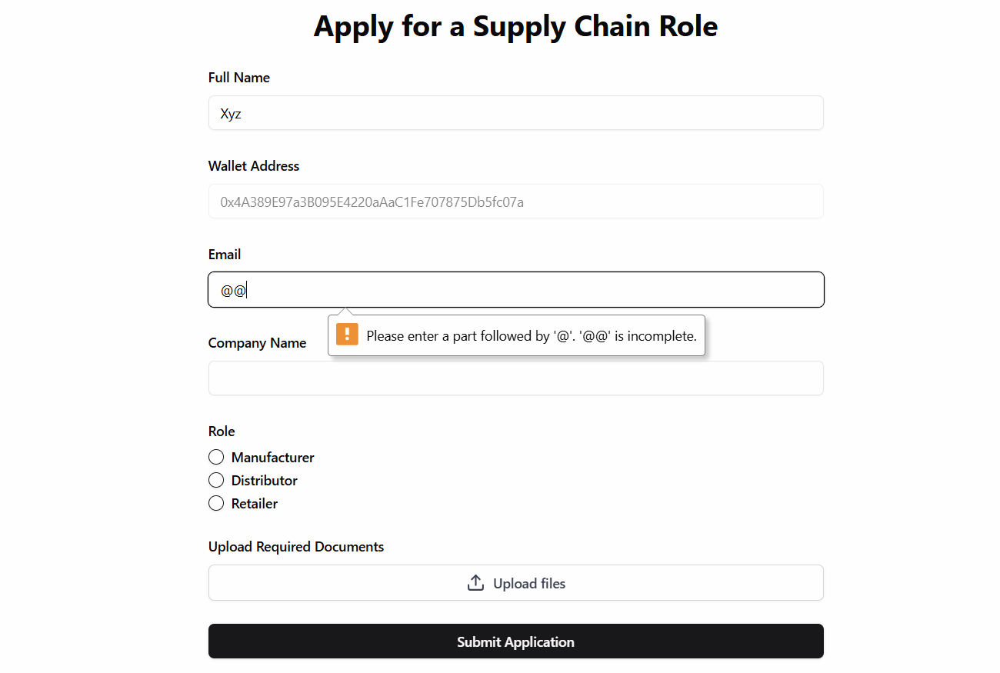 Apply for a Supply Chain Role
Full Name
Xyz
Wallet Address
0x4A389E97a3B095E4220aAaC1Fe707875Db5fc07a
Email
@@
Please enter a part followed by '@'. '@@' is incomplete.
Company Name
Role
Manufacturer
Distributor
Retailer
Upload Required Documents
Upload files
Submit Application